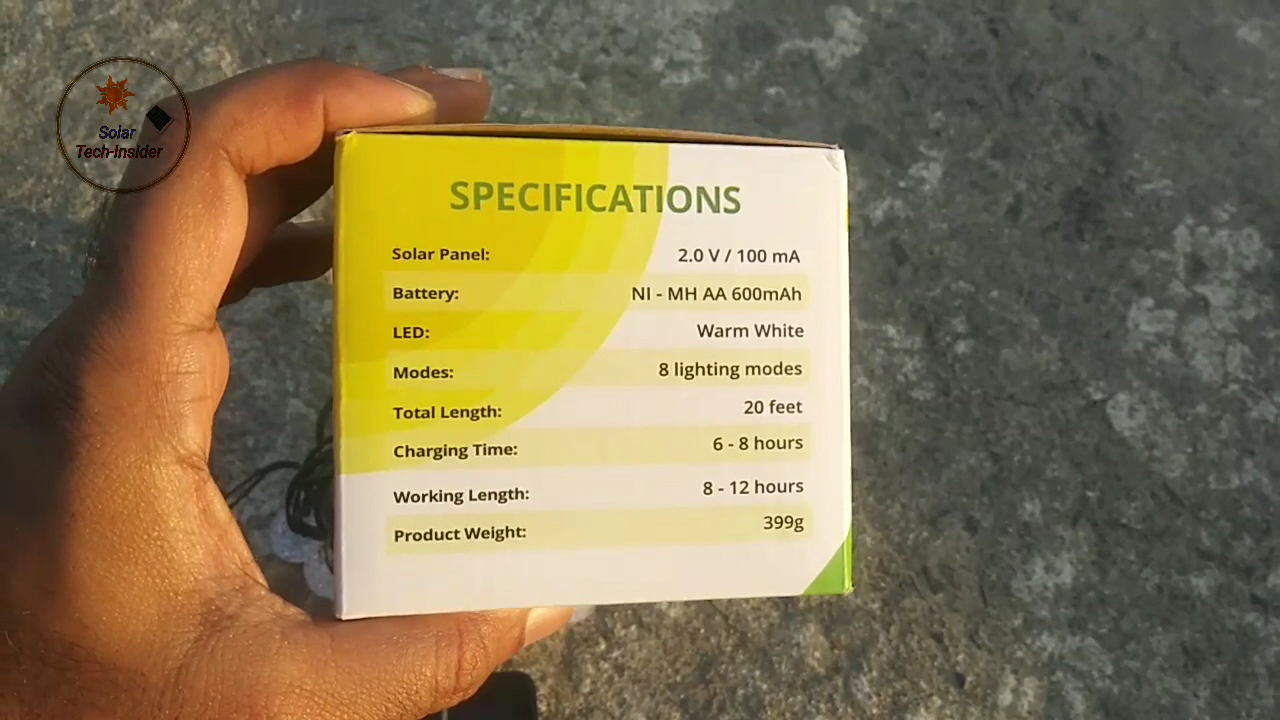 Solar
Tech-Insider
SPECIFICATIONS
Solar Panel: 2.0 V / 100 mA
Battery: NI - MH AA 600mAh
LED: Warm White
Modes: 8 lighting modes
Total Length: 20 feet
Charging Time: 6 - 8 hours
Working Length: 8 - 12 hours
Product Weight: 399g